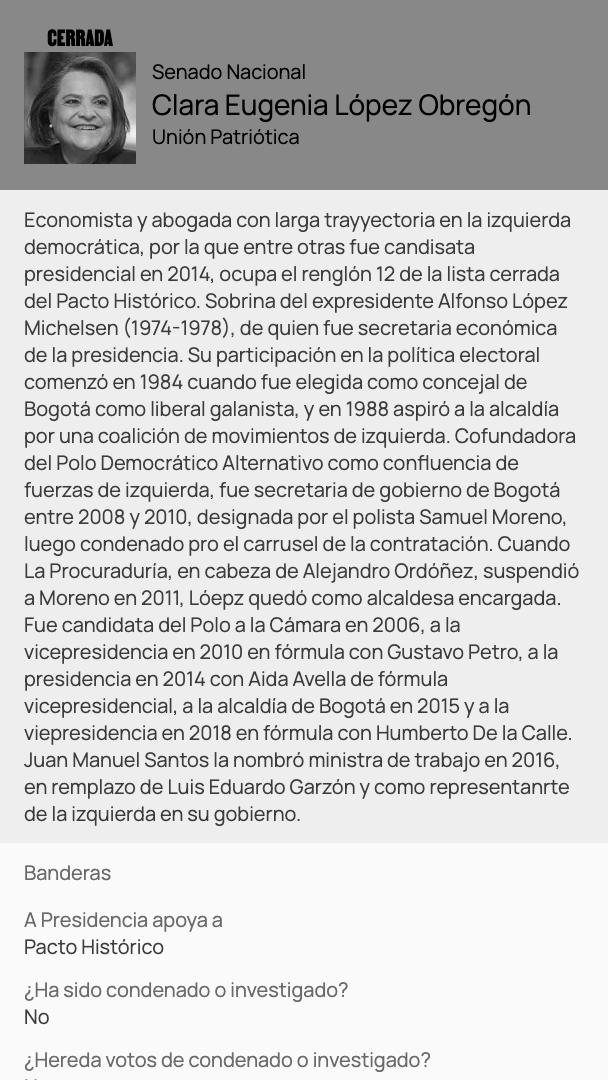 CERRADA
Senado Nacional
Clara Eugenia López Obregón
Unión Patriótica
Economista y abogada con larga trayyectoria en la izquierda
democrática, por la que entre otras fue candisata
presidencial en 2014, ocupa el renglón 12 de la lista cerrada
del Pacto Histórico. Sobrina del expresidente Alfonso López
Michelsen (1974-1978), de quien fue secretaria económica
de la presidencia. Su participación en la política electoral
comenzó en 1984 cuando fue elegida como concejal de
Bogotá como liberal galanista, y en 1988 aspiró a la alcaldía
por una coalición de movimientos de izquierda. Cofundadora
del Polo Democrático Alternativo como confluencia de
fuerzas de izquierda, fue secretaria de gobierno de Bogotá
entre 2008 y 2010, designada por el polista Samuel Moreno,
luego condenado pro el carrusel de la contratación. Cuando
La Procuraduría, en cabeza de Alejandro Ordóñez, suspendió
a Moreno en 2011, Lóepz quedó como alcaldesa encargada.
Fue candidata del Polo a la Cámara en 2006, a la
vicepresidencia en 2010 en fórmula con Gustavo Petro, a la
presidencia en 2014 con Aida Avella de fórmula
vicepresidencial, a la alcaldía de Bogotá en 2015 y a la
viepresidencia en 2018 en fórmula con Humberto De la Calle.
Juan Manuel Santos la nombró ministra de trabajo en 2016,
en remplazo de Luis Eduardo Garzón y como representanrte
de la izquierda en su gobierno.
Banderas
A Presidencia apoya a
Pacto Histórico
¿Ha sido condenado o investigado?
No
¿Hereda votos de condenado o investigado?